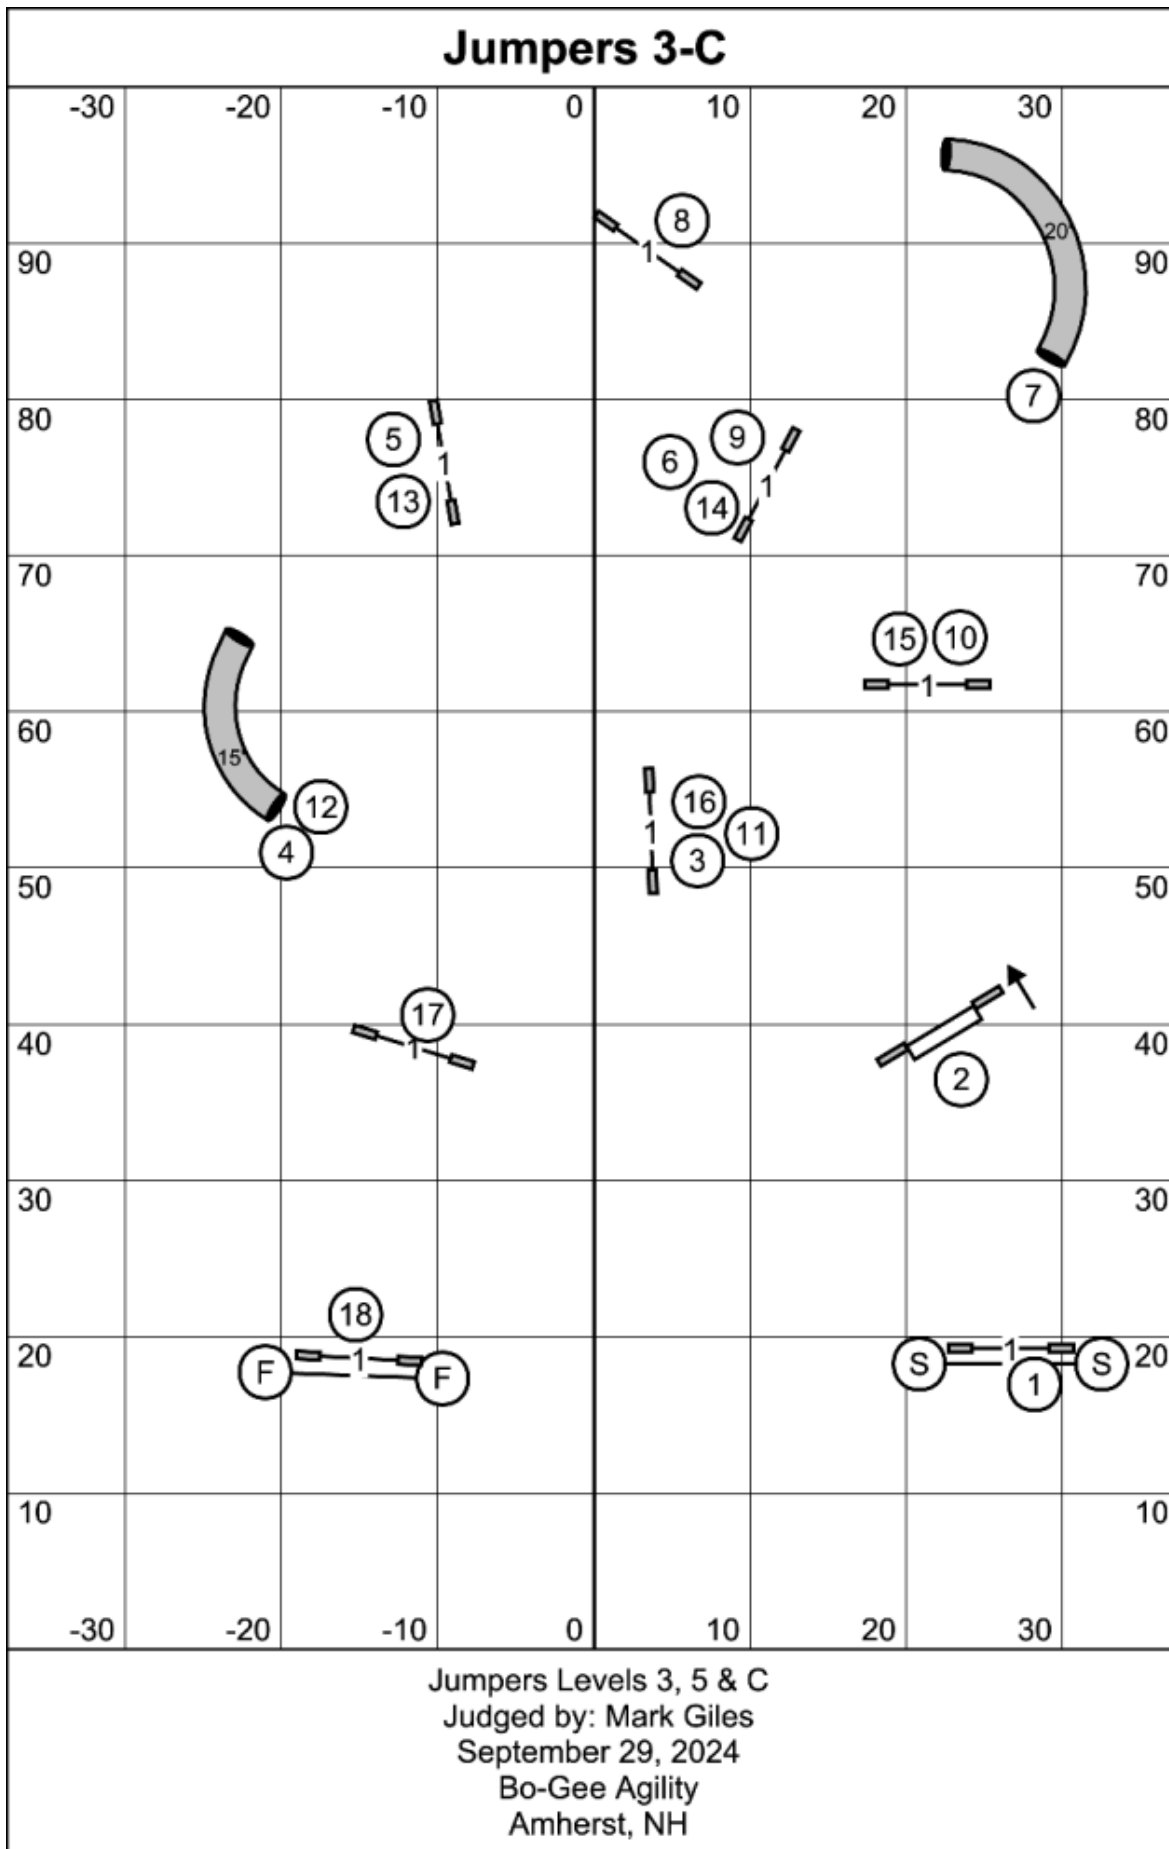 Jumpers 3-C
-30 -20 -10 0 10 20 30
8
1
20'
90 90
7
80 80
5 9
1 6 1
13 14
70 70
15 10
1
60 60
15'
12 16
1 11
4 3
50 50
17
1
40 40
2
30 30
18
20 20
F 1 F S 1 S
1
10 10
-30 -20 -10 0 10 20 30
Jumpers Levels 3, 5 & C
Judged by: Mark Giles
September 29, 2024
Bo-Gee Agility
Amherst, NH